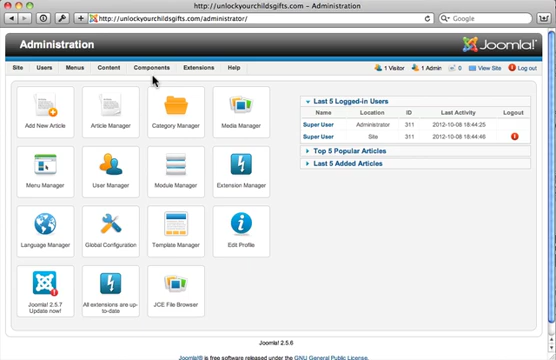 http://unlockyourchildsgifts.com – Administration
http://unlockyourchildsgifts.com/administrator/
Google
Administration
Joomla!
Site Users Menus Content Components Extensions Help
1 Visitor 1 Admin 0 View Site Log out
Add New Article
Article Manager
Category Manager
Media Manager
Menu Manager
User Manager
Module Manager
Extension Manager
Language Manager
Global Configuration
Template Manager
Edit Profile
Joomla! 2.5.7
Update now!
All extensions are up-
to-date
JCE File Browser
Last 5 Logged-in Users
Name Location ID Last Activity Logout
Super User Administrator 311 2012-10-08 18:44:25
Super User Site 311 2012-10-08 18:44:46
Top 5 Popular Articles
Last 5 Added Articles
Joomla! 2.5.6
Joomla!® is free software released under the GNU General Public License.